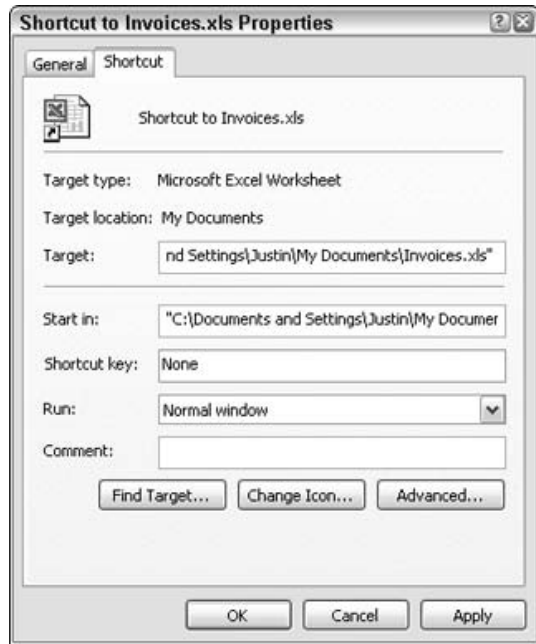 Shortcut to Invoices.xls Properties
General Shortcut
Shortcut to Invoices.xls
Target type: Microsoft Excel Worksheet
Target location: My Documents
Target: nd Settings\Justin\My Documents\Invoices.xls"
Start in: "C:\Documents and Settings\Justin\My Documer
Shortcut key: None
Run: Normal window
Comment:
Find Target... Change Icon... Advanced...
OK Cancel Apply